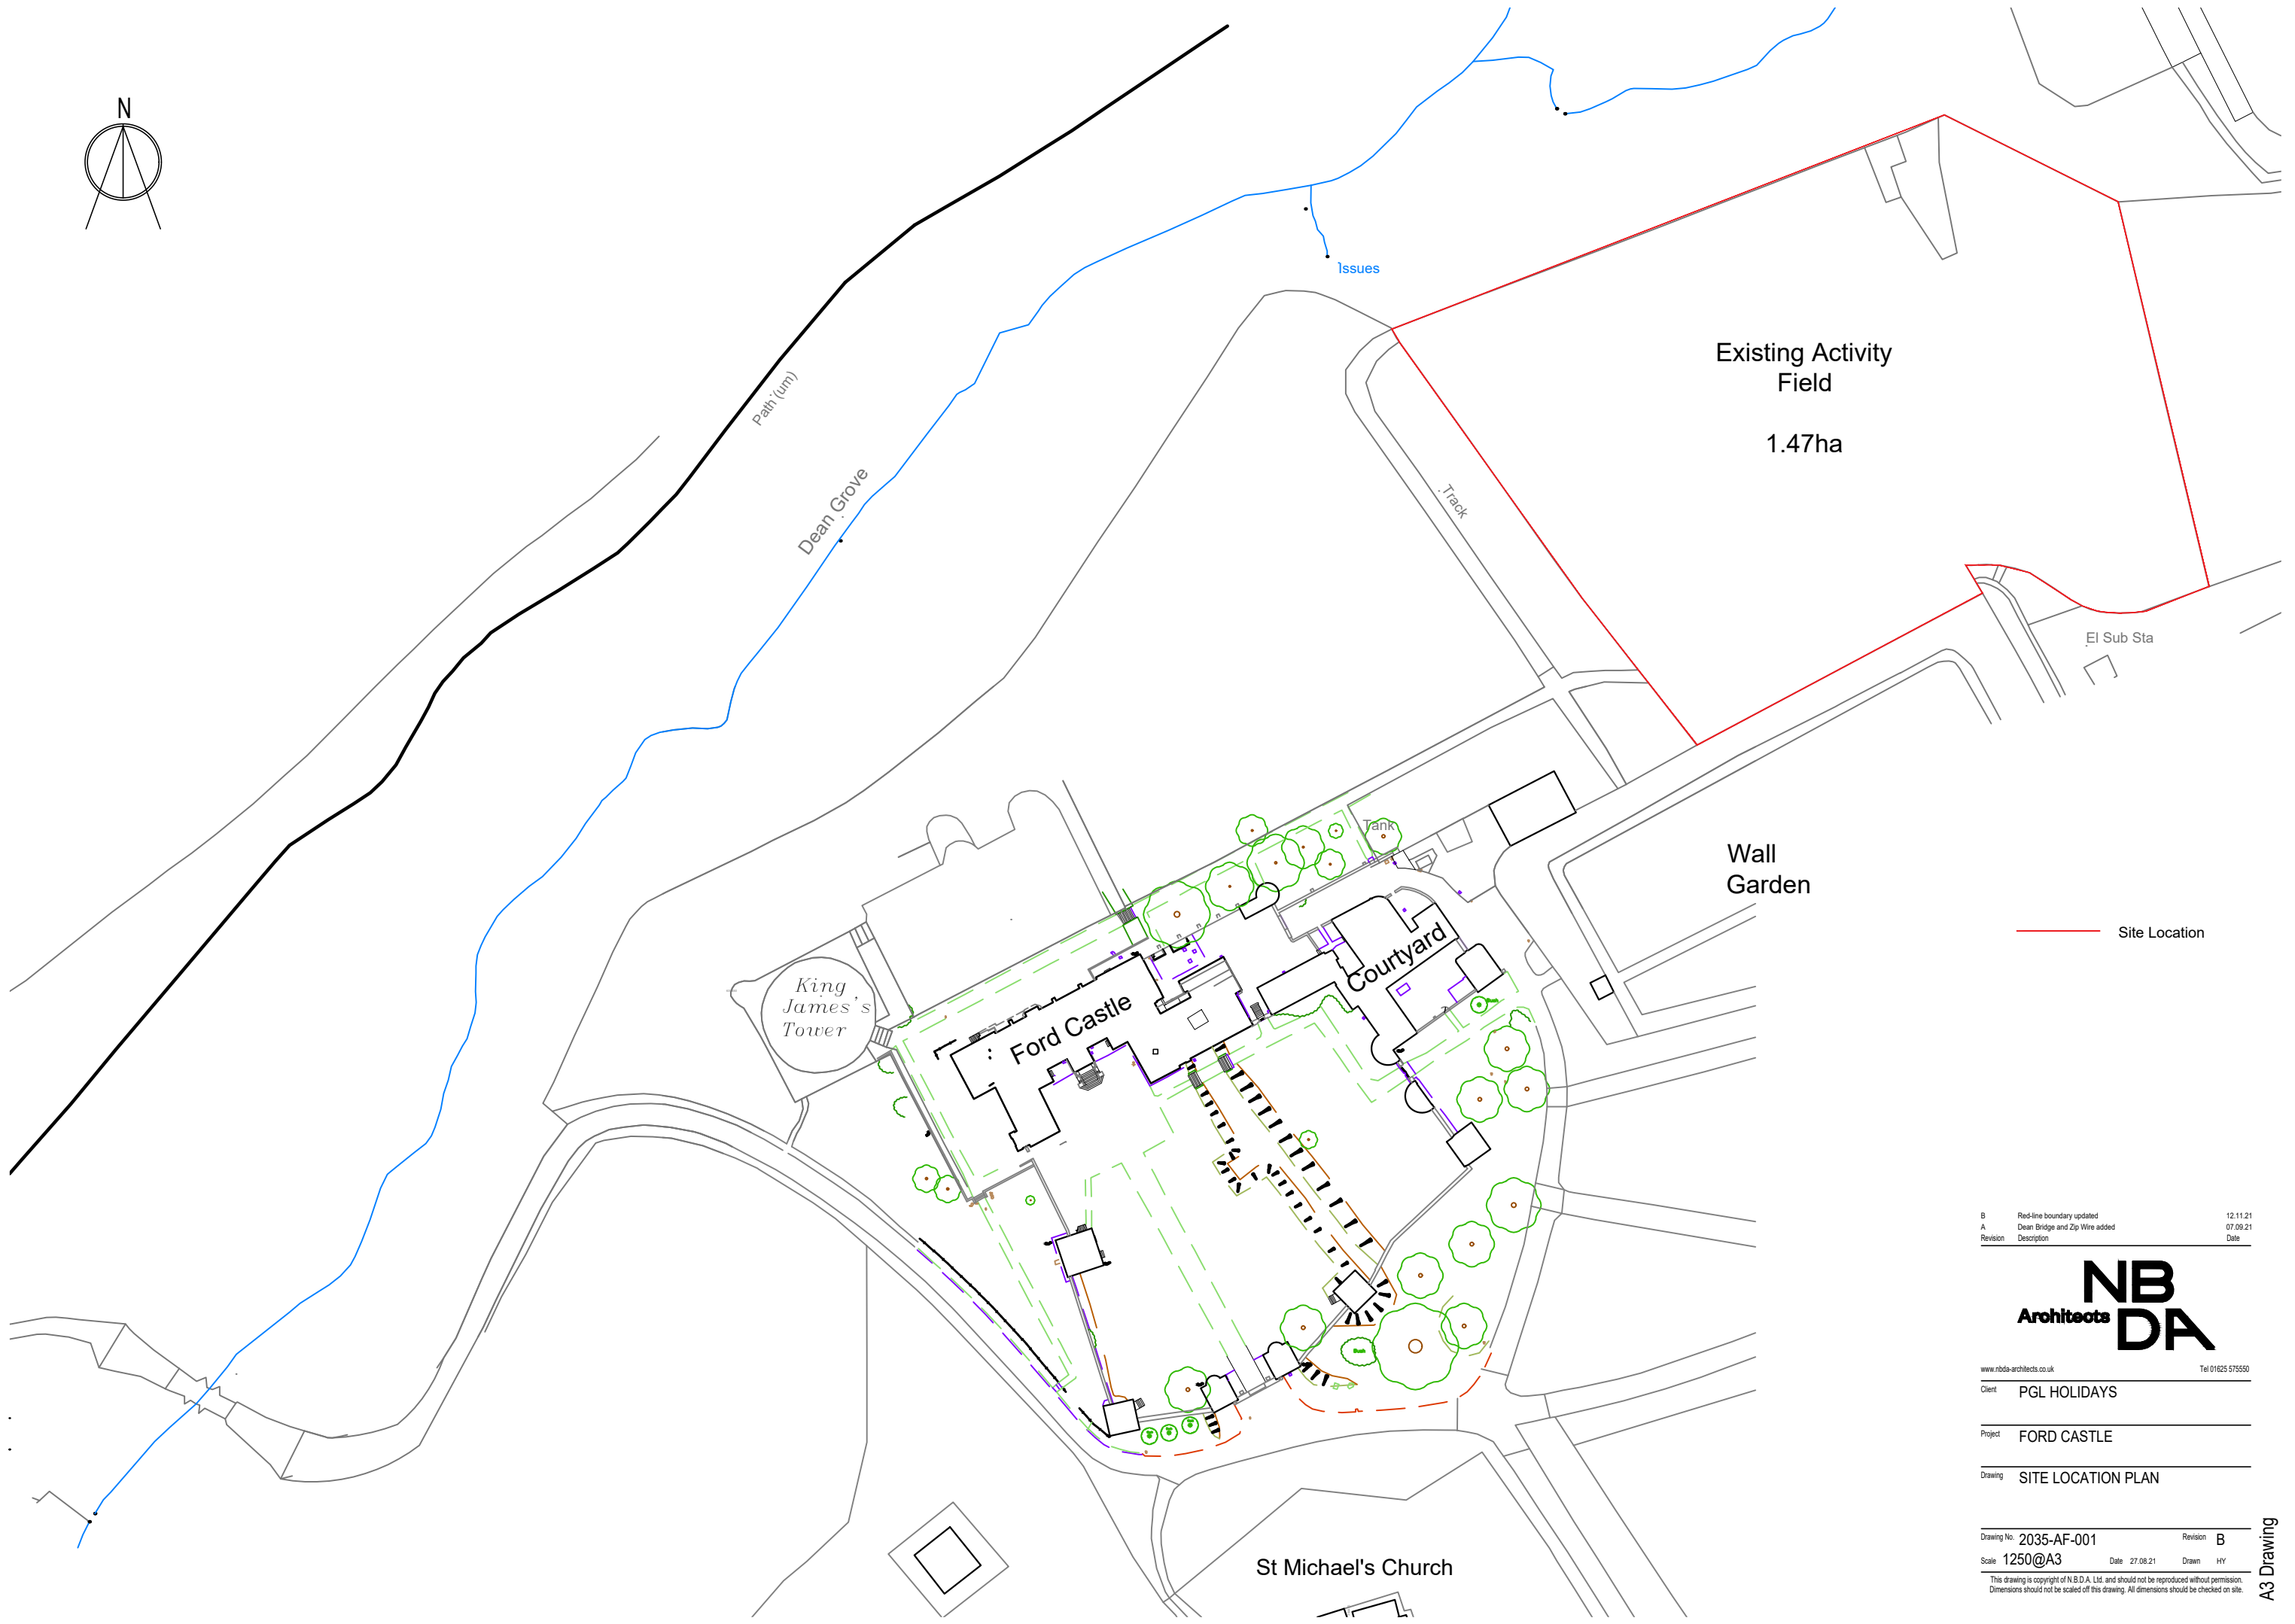 N
Issues
Existing Activity
Field
1.47ha
Path (um)
Dean Grove
Track
El Sub Sta
Tank
Wall
Garden
Site Location
King
James's
Tower
Ford Castle
Courtyard
Bush
Bush
St Michael's Church
B Red-line boundary updated 12.11.21
A Dean Bridge and Zip Wire added 07.09.21
Revision Description Date
NB
Architects
DA
www.nbda-architects.co.uk Tel 01625 575550
Client PGL HOLIDAYS
Project FORD CASTLE
Drawing SITE LOCATION PLAN
Drawing No. 2035-AF-001 Revision B
Scale 1250@A3 Date 27.08.21 Drawn HY
This drawing is copyright of N.B.D.A. Ltd. and should not be reproduced without permission.
Dimensions should not be scaled off this drawing. All dimensions should be checked on site.
A3 Drawing